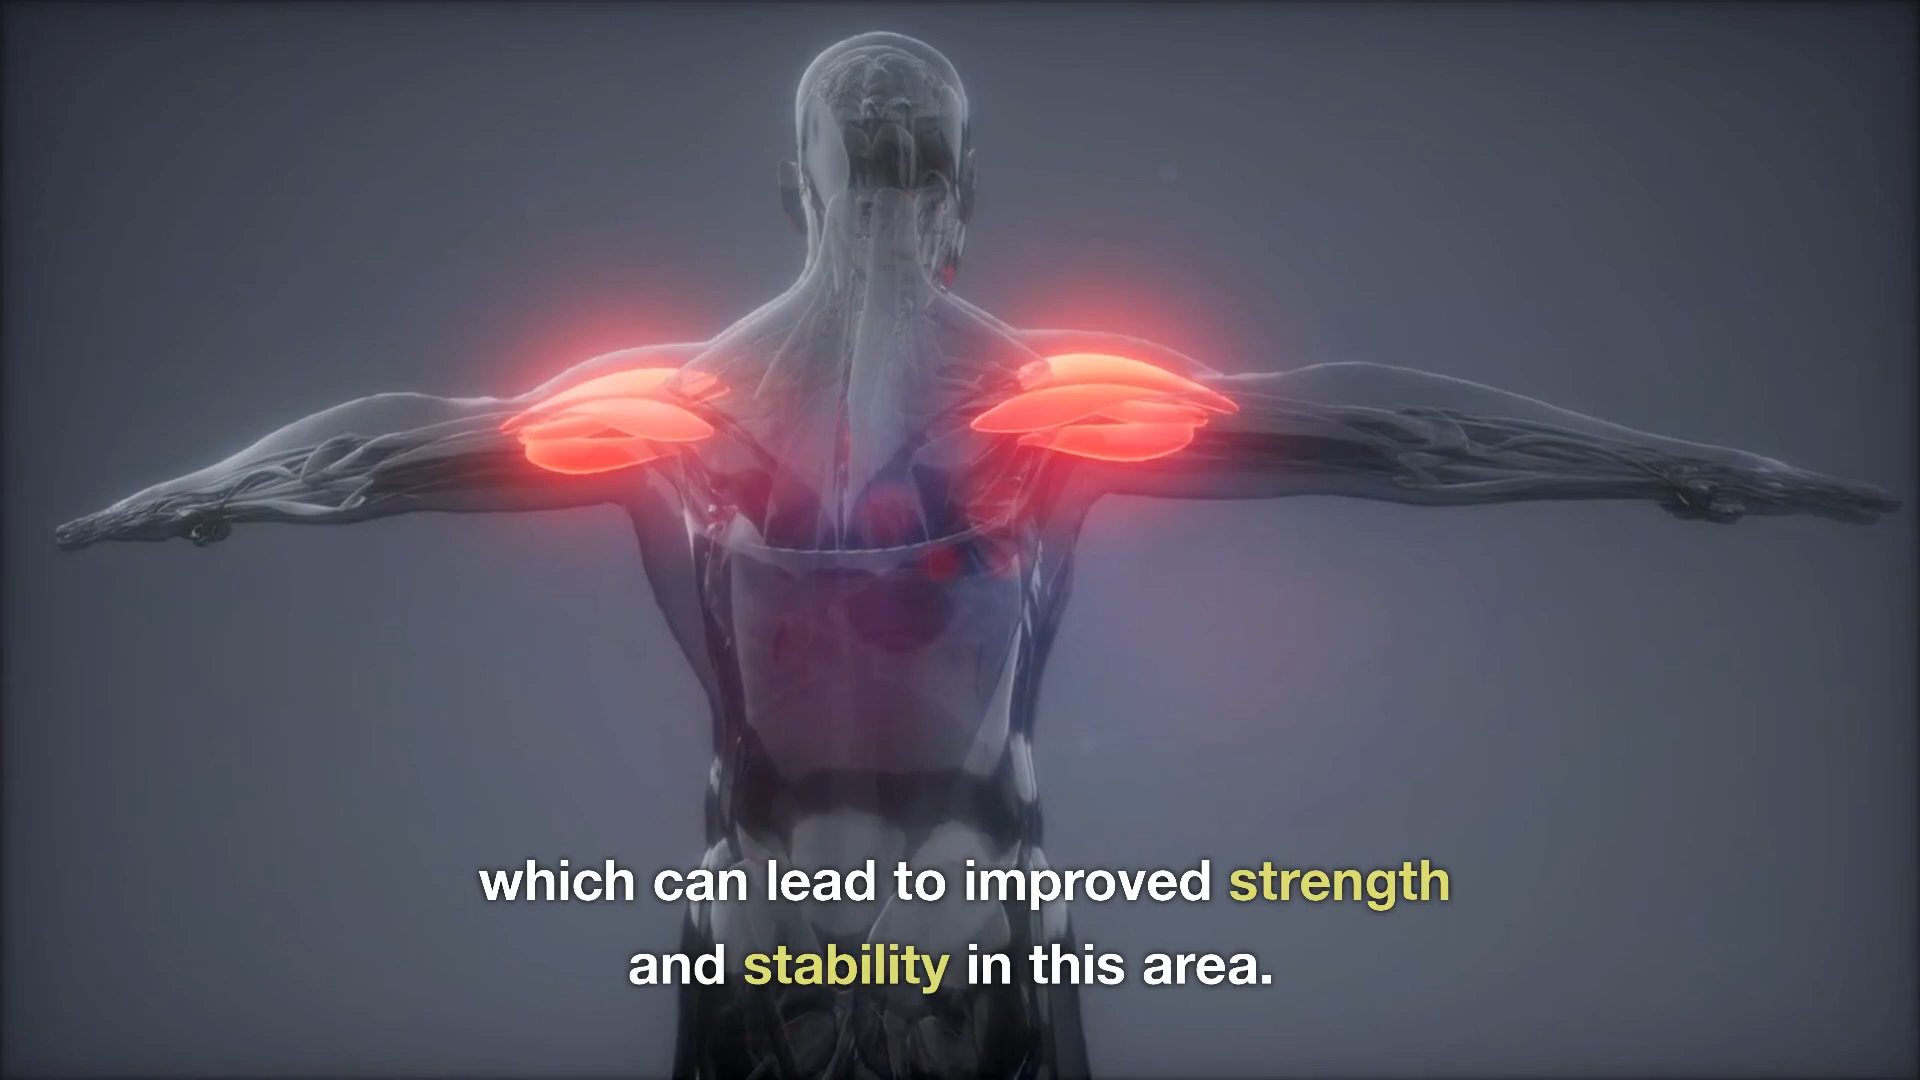 which can lead to improved strength
and stability in this area.